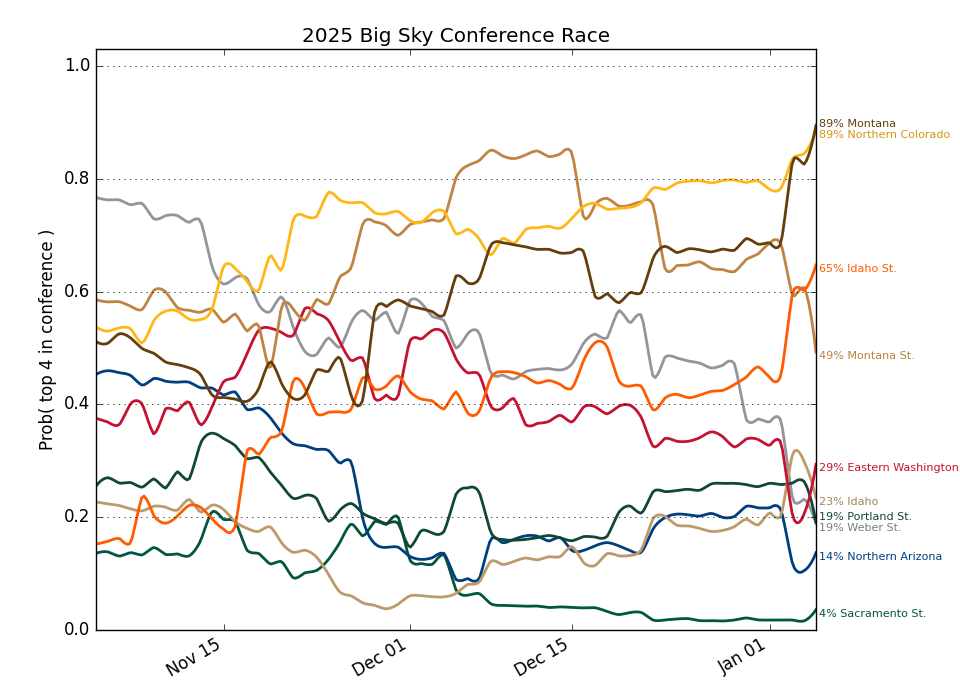 2025 Big Sky Conference Race
Prob( top 4 in conference )
1.0
0.8
0.6
0.4
0.2
0.0
Nov 15
Dec 01
Dec 15
Jan 01
89% Montana
89% Northern Colorado
65% Idaho St.
49% Montana St.
29% Eastern Washington
23% Idaho
19% Portland St.
19% Weber St.
14% Northern Arizona
4% Sacramento St.